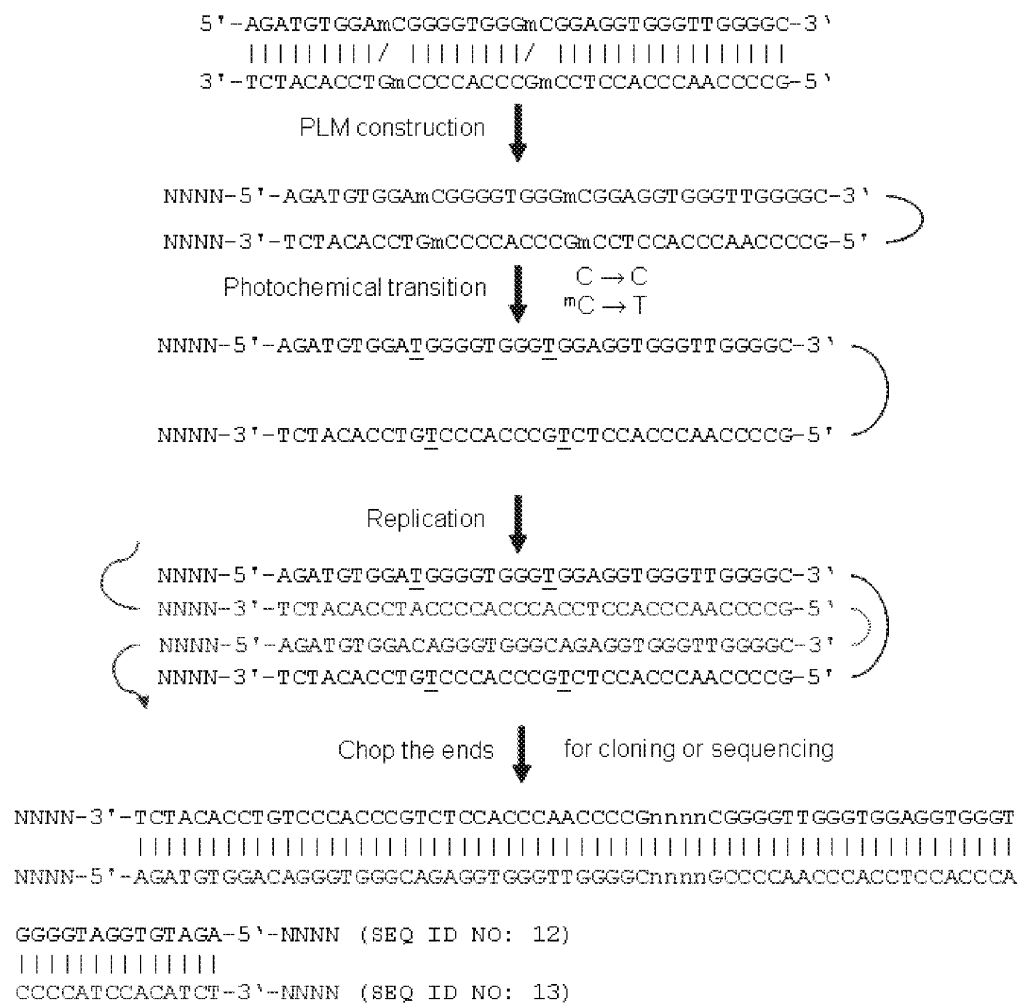 5'-AGATGTGGAmCGGGGTGGGmCGGAGGTGGGTTGGGGC-3'
|||||||||/ ||||||||/ |||||||||||||||||
3'-TCTACACCTGmCCCCACCCGmCCTCCACCCAACCCCG-5'
PLM construction
NNNN-5'-AGATGTGGAmCGGGGTGGGmCGGAGGTGGGTTGGGGC-3'
NNNN-3'-TCTACACCTGmCCCCACCCGmCCTCCACCCAACCCCG-5'
Photochemical transition
C → C
mC → T
NNNN-5'-AGATGTGGATGGGGTGGGTGGAGGTGGGTTGGGGC-3'
NNNN-3'-TCTACACCTGTCCCACCCGTCTCCACCCAACCCCG-5'
Replication
NNNN-5'-AGATGTGGATGGGGTGGGTGGAGGTGGGTTGGGGC-3'
NNNN-3'-TCTACACCTACCCCACCCACCTCCACCCAACCCCG-5'
NNNN-5'-AGATGTGGACAGGGTGGGCAGAGGTGGGTTGGGGC-3'
NNNN-3'-TCTACACCTGTCCCACCCGTCTCCACCCAACCCCG-5'
Chop the ends for cloning or sequencing
NNNN-3'-TCTACACCTGTCCCACCCGTCTCCACCCAACCCCGnnnnCGGGGTTGGGTGGAGGTGGGT
NNNN-5'-AGATGTGGACAGGGTGGGCAGAGGTGGGTTGGGGCnnnnGCCCCAACCCACCTCCACCCA
GGGGTAGGTGTAGA-5'-NNNN (SEQ ID NO: 12)
||||||||||||||
CCCCATCCACATCT-3'-NNNN (SEQ ID NO: 13)